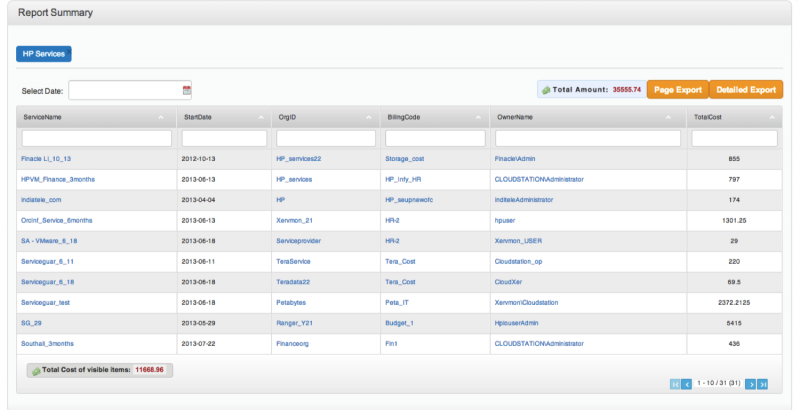 Report Summary
HP Services
Select Date:
Total Amount: 35555.74 Page Export Detailed Export
ServiceName StartDate OrgID BillingCode OwnerName TotalCost
Finacle Li_10_13 2012-10-13 HP_services22 Storage_cost Finacle\Admin 855
HPVM_Finance_3months 2013-06-13 HP_services HP_Infy_HR CLOUDSTATION\Administrator 797
indiatele_com 2013-04-04 HP HP_seupnewofc inditeleAdministrator 174
OrcInf_Service_6months 2013-06-13 Xervmon_21 HR-2 hpuser 1301.25
SA - VMware_6_18 2013-06-18 Serviceprovider HR-2 Xervmon_USER 29
Serviceguar_6_11 2013-06-11 TeraService Tera_Cost Cloudstation_op 220
Serviceguar_6_18 2013-06-18 Teradata22 Tera_Cost CloudXer 69.5
Serviceguar_test 2013-06-18 Petabytes Peta_IT Xervmon\Cloudstation 2372.2125
SG_29 2013-05-29 Ranger_Y21 Budget_1 HpiouserAdmin 5415
Southall_3months 2013-07-22 Financeorg Fin1 CLOUDSTATION\Administrator 436
Total Cost of visible items: 11668.96
1 - 10 / 31 (31)